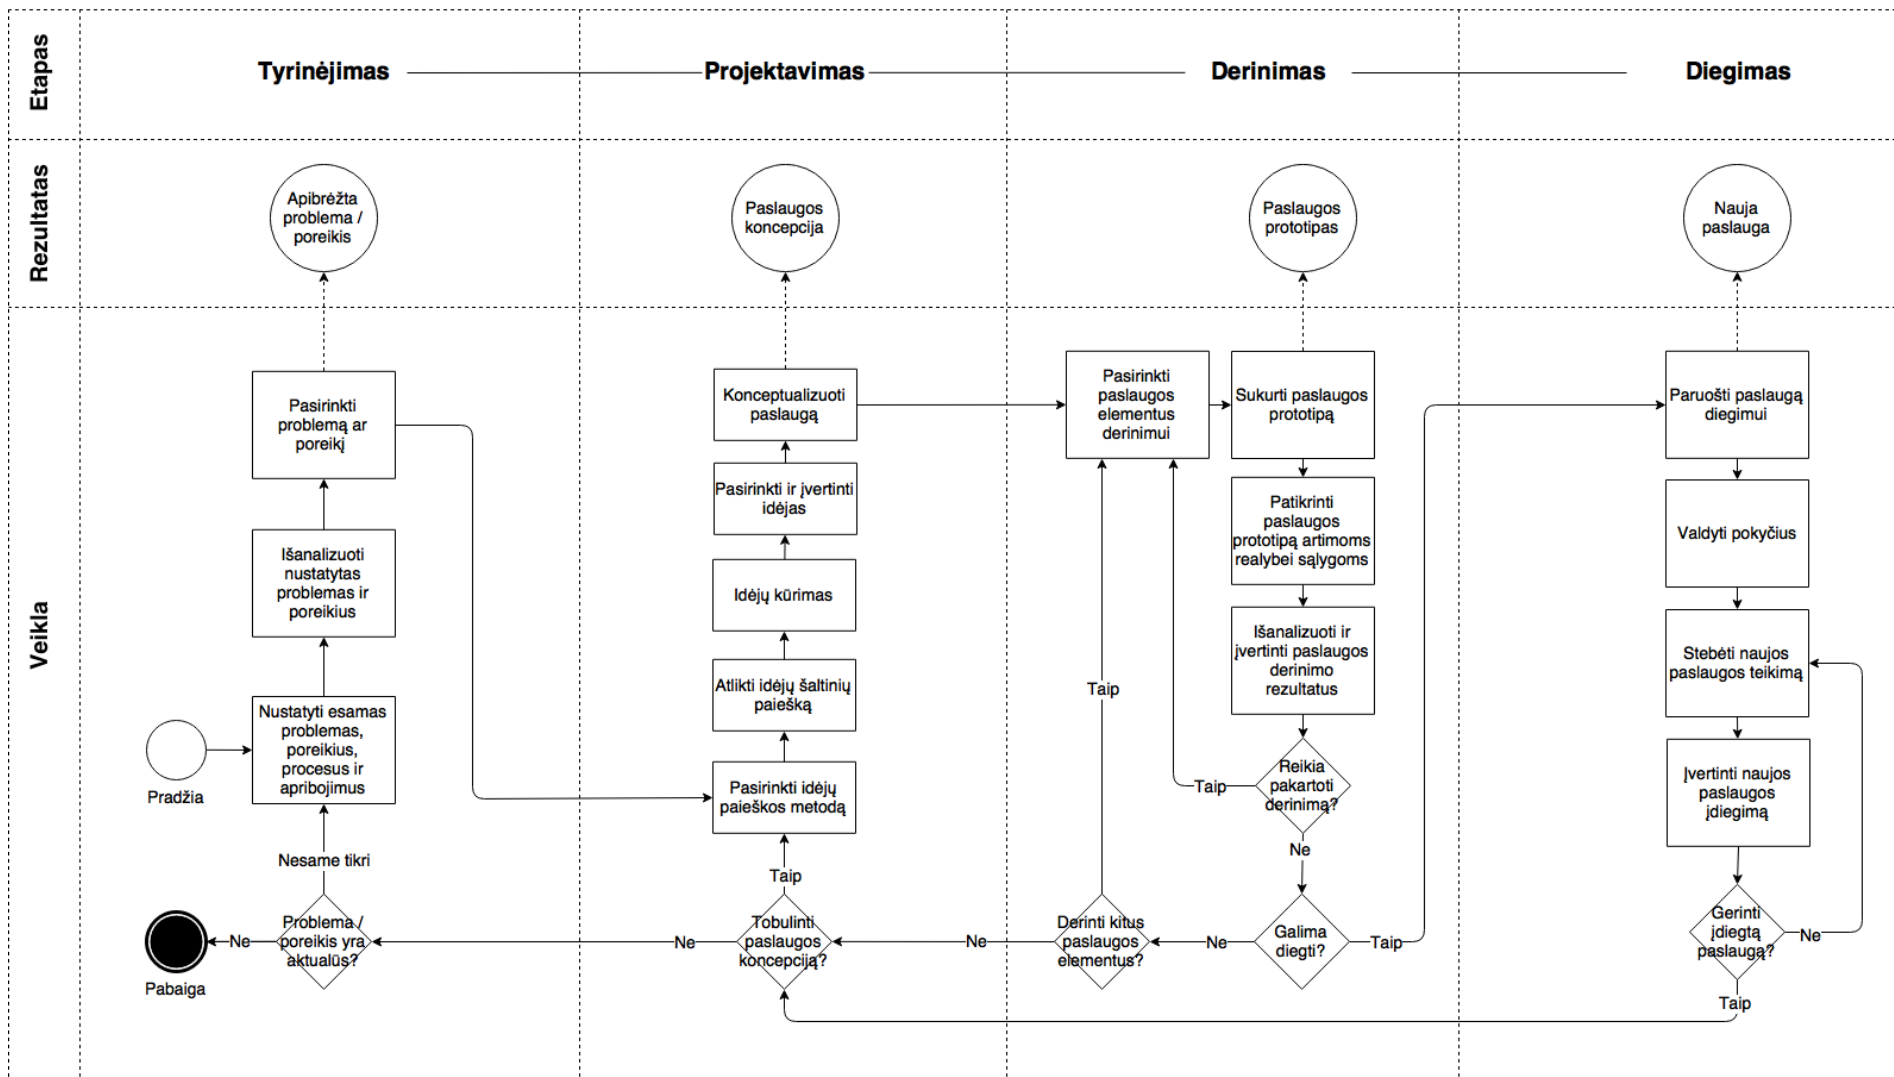 Etapas
Tyrinėjimas
Projektavimas
Derinimas
Diegimas
Rezultatas
Apibrėžta
problema /
poreikis
Paslaugos
koncepcija
Paslaugos
prototipas
Nauja
paslauga
Veikla
Pasirinkti
problemą ar
poreikį
Išanalizuoti
nustatytas
problemas ir
poreikius
Nustatyti esamas
problemas,
poreikius,
procesus ir
apribojimus
Pradžia
Nesame tikri
Problema /
poreikis yra
aktualūs?
Ne
Pabaiga
Konceptualizuoti
paslaugą
Pasirinkti ir įvertinti
idėjas
Idėjų kūrimas
Atlikti idėjų šaltinių
paiešką
Pasirinkti idėjų
paieškos metodą
Taip
Tobulinti
paslaugos
koncepciją?
Ne
Pasirinkti
paslaugos
elementus
derinimui
Sukurti paslaugos
prototipą
Patikrinti
paslaugos
prototipą artimoms
realybei sąlygoms
Išanalizuoti ir
įvertinti paslaugos
derinimo
rezultatus
Taip
Reikia
pakartoti
derinimą?
Taip
Ne
Derinti kitus
paslaugos
elementus?
Ne
Galima
diegti?
Ne
Taip
Paruošti paslaugą
diegimui
Valdyti pokyčius
Stebėti naujos
paslaugos teikimą
Įvertinti naujos
paslaugos
įdiegimą
Gerinti
įdiegtą
paslaugą?
Ne
Taip